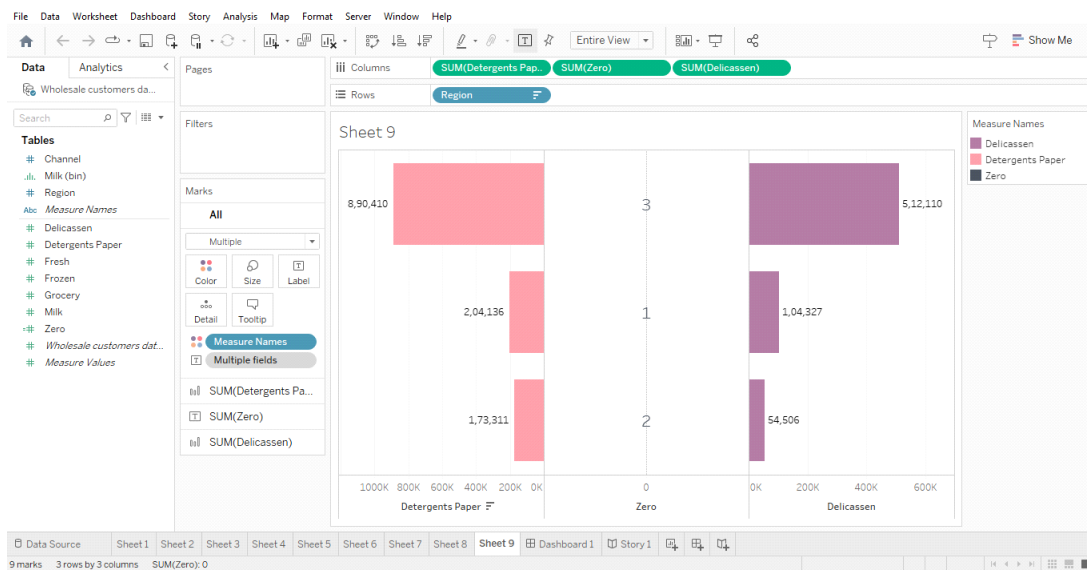 File Data Worksheet Dashboard Story Analysis Map Format Server Window Help
Entire View
Show Me
Data Analytics
Wholesale customers da...
Search
Tables
Channel
Milk (bin)
Region
Abc Measure Names
Delicassen
Detergents Paper
Fresh
Frozen
Grocery
Milk
Zero
Wholesale customers dat...
Measure Values
Pages
Filters
Marks
All
Multiple
Color Size Label
Detail Tooltip
Measure Names
Multiple fields
SUM(Detergents Pa...
SUM(Zero)
SUM(Delicassen)
Columns SUM(Detergents Pap.. SUM(Zero) SUM(Delicassen)
Rows Region
Sheet 9
8,90,410 3 5,12,110
2,04,136 1 1,04,327
1,73,311 2 54,506
1000K 800K 600K 400K 200K 0K 0 0K 200K 400K 600K
Detergents Paper Zero Delicassen
Measure Names
Delicassen
Detergents Paper
Zero
Data Source Sheet 1 Sheet 2 Sheet 3 Sheet 4 Sheet 5 Sheet 6 Sheet 7 Sheet 8 Sheet 9 Dashboard 1 Story 1
9 marks 3 rows by 3 columns SUM(Zero): 0